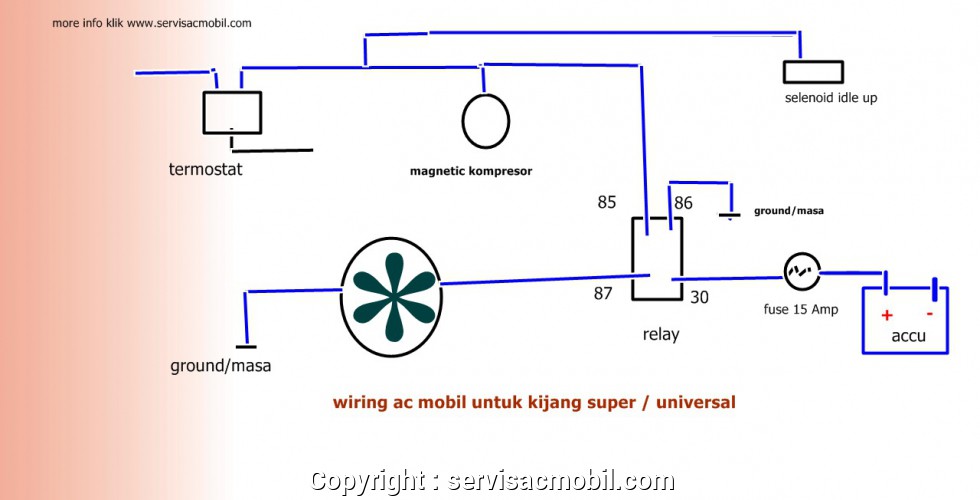 more info klik www.servisacmobil.com
selenoid idle up
termostat
magnetic kompresor
85
86
ground/masa
87
30
fuse 15 Amp
+
-
accu
relay
ground/masa
wiring ac mobil untuk kijang super / universal
Copyright : servisacmobil.com